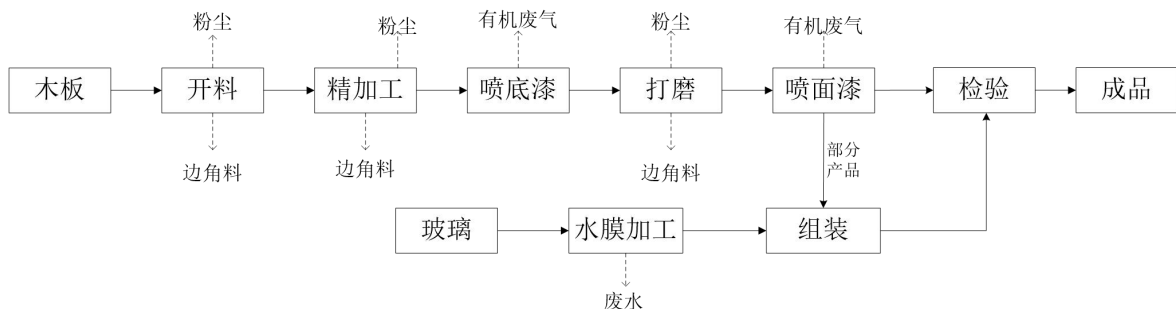 粉尘
粉尘
有机废气
粉尘
有机废气
木板
开料
精加工
喷底漆
打磨
喷面漆
检验
成品
边角料
边角料
边角料
部分
产品
玻璃
水膜加工
组装
废水